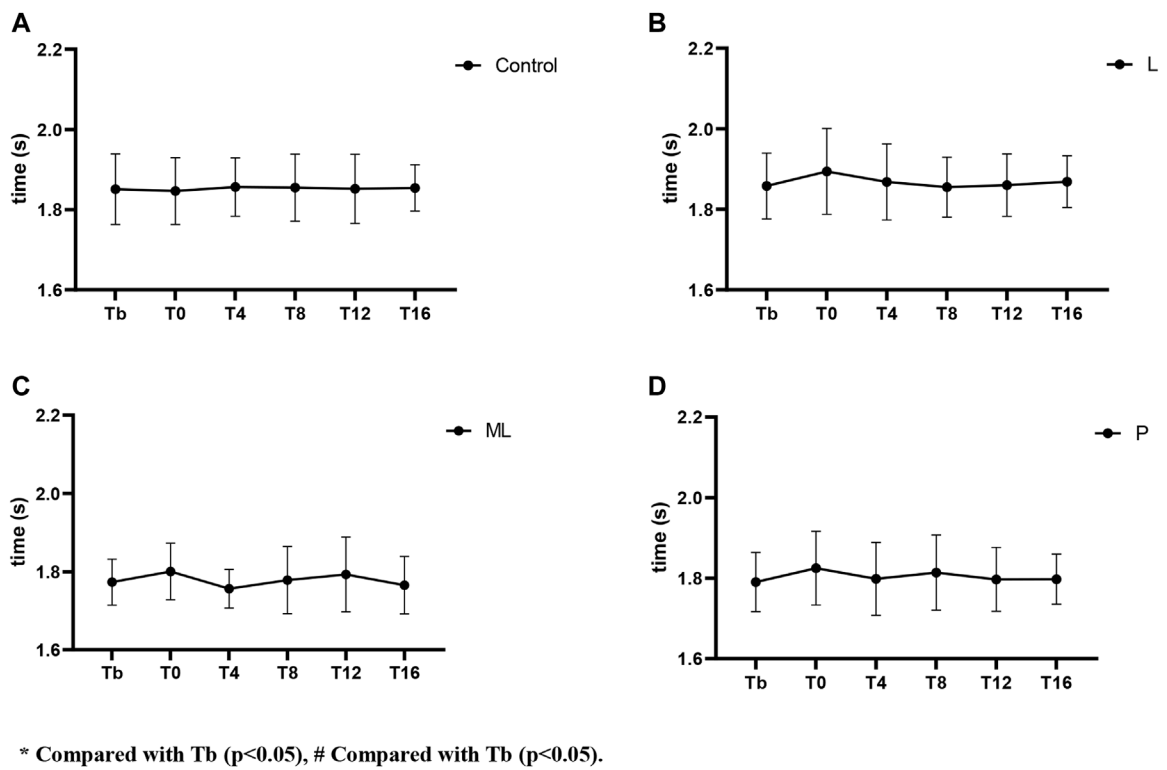 A
2.2
2.0
1.8
1.6
time (s)
Control
Tb T0 T4 T8 T12 T16
B
2.2
2.0
1.8
1.6
time (s)
L
Tb T0 T4 T8 T12 T16
C
2.2
2.0
1.8
1.6
time (s)
ML
Tb T0 T4 T8 T12 T16
D
2.2
2.0
1.8
1.6
time (s)
P
Tb T0 T4 T8 T12 T16
* Compared with Tb (p<0.05), # Compared with Tb (p<0.05).